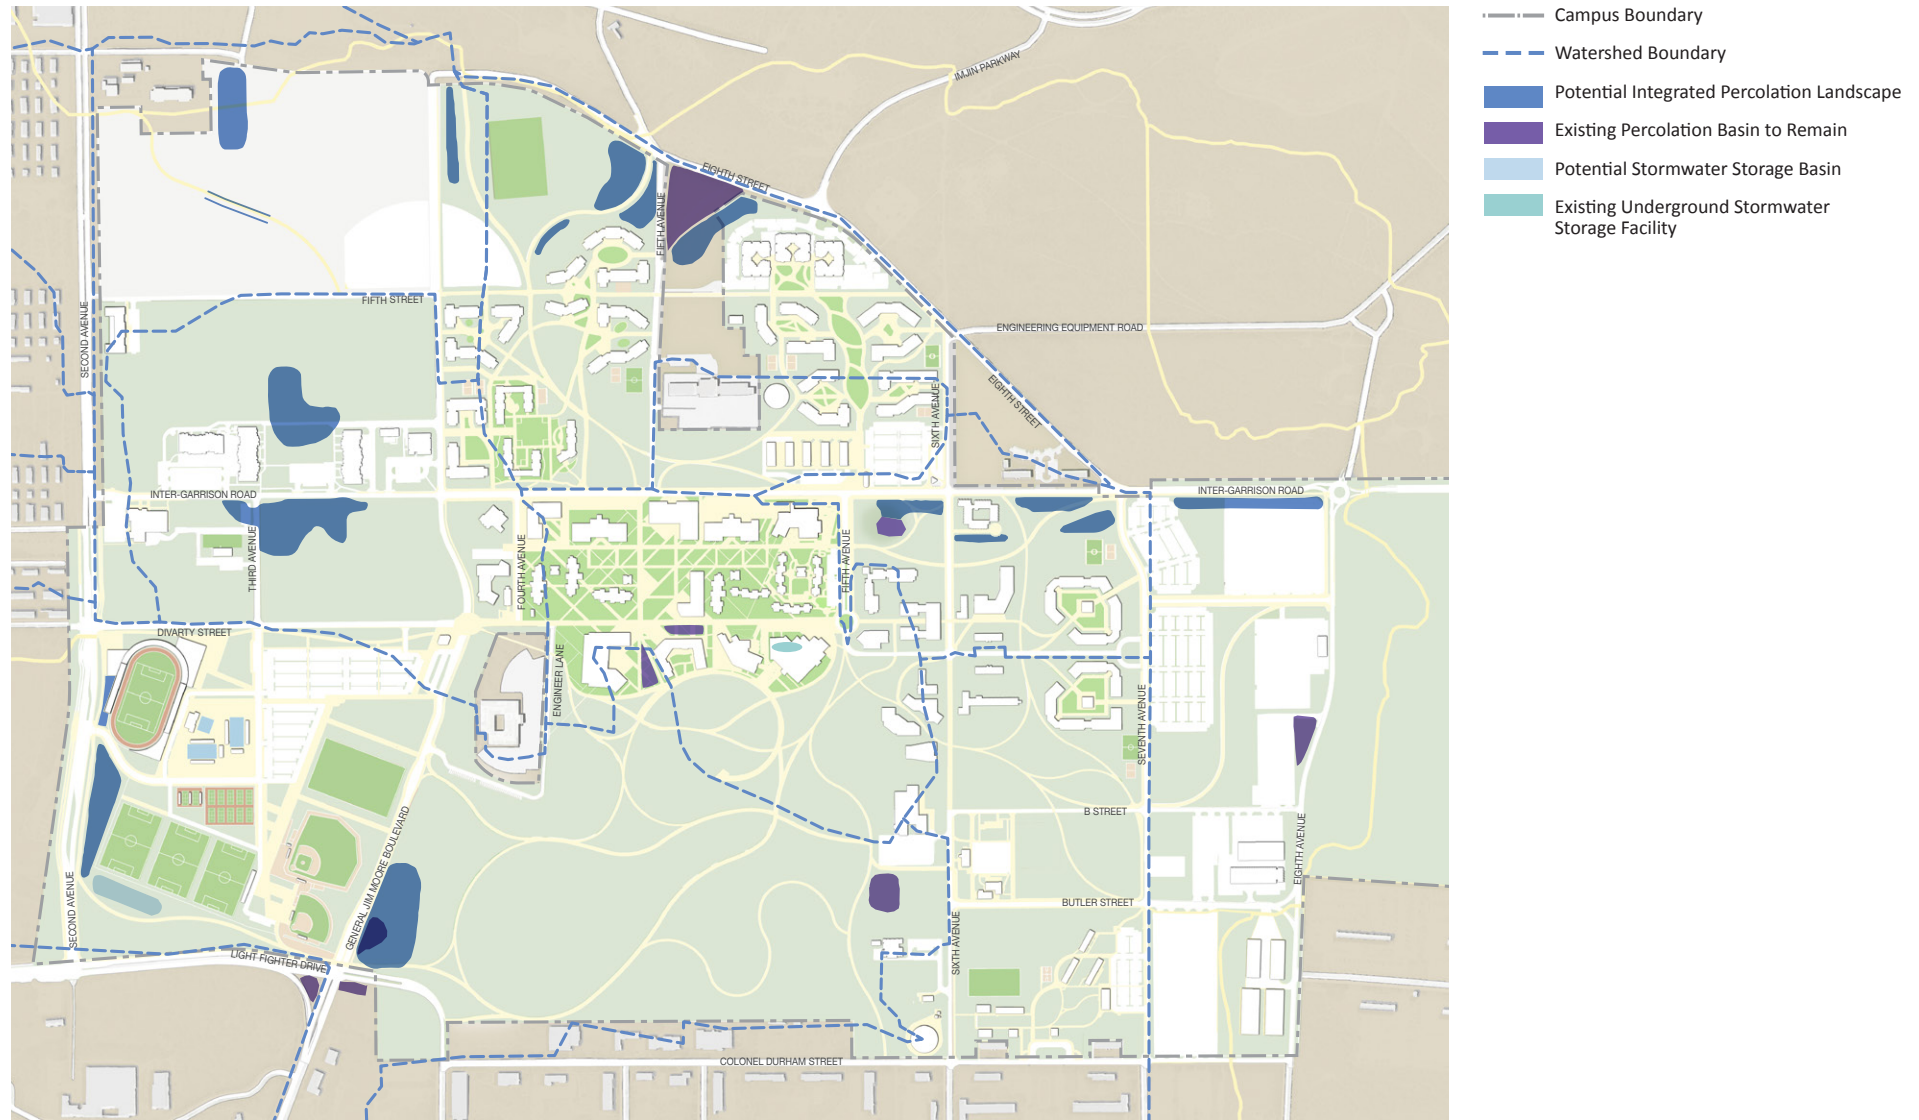 Campus Boundary
Watershed Boundary
Potential Integrated Percolation Landscape
Existing Percolation Basin to Remain
Potential Stormwater Storage Basin
Existing Underground Stormwater
Storage Facility
IMJIN PARKWAY
EIGHTH STREET
FIFTH AVENUE
FIFTH STREET
SECOND AVENUE
ENGINEERING EQUIPMENT ROAD
EIGHTH STREET
SIXTH AVENUE
INTER-GARRISON ROAD
INTER-GARRISON ROAD
THIRD AVENUE
FOURTH AVENUE
FIFTH AVENUE
DIVARTY STREET
ENGINEER LANE
SEVENTH AVENUE
B STREET
EIGHTH AVENUE
GENERAL JIM MOORE BOULEVARD
BUTLER STREET
SECOND AVENUE
SIXTH AVENUE
LIGHT FIGHTER DRIVE
COLONEL DURHAM STREET